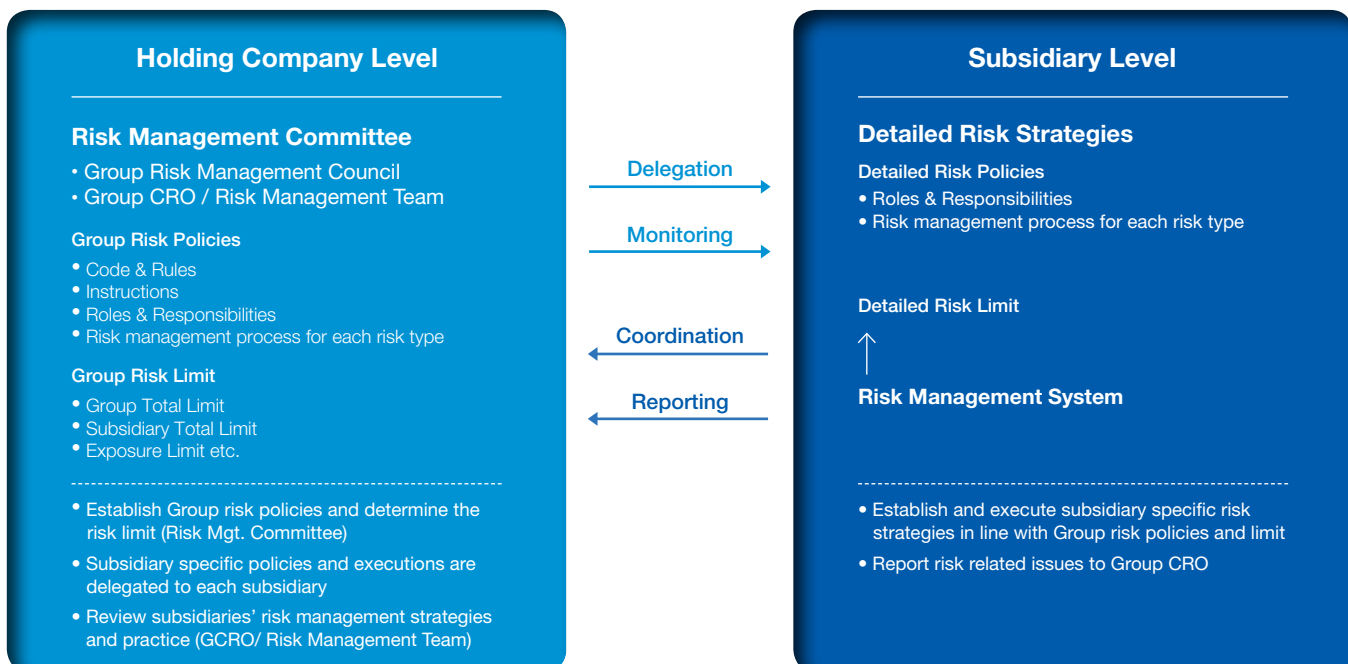 Holding Company Level
Risk Management Committee
• Group Risk Management Council
• Group CRO / Risk Management Team
Group Risk Policies
• Code & Rules
• Instructions
• Roles & Responsibilities
• Risk management process for each risk type
Group Risk Limit
• Group Total Limit
• Subsidiary Total Limit
• Exposure Limit etc.
• Establish Group risk policies and determine the
risk limit (Risk Mgt. Committee)
• Subsidiary specific policies and executions are
delegated to each subsidiary
• Review subsidiaries’ risk management strategies
and practice (GCRO/ Risk Management Team)
Delegation
Monitoring
Coordination
Reporting
Subsidiary Level
Detailed Risk Strategies
Detailed Risk Policies
• Roles & Responsibilities
• Risk management process for each risk type
Detailed Risk Limit
Risk Management System
• Establish and execute subsidiary specific risk
strategies in line with Group risk policies and limit
• Report risk related issues to Group CRO